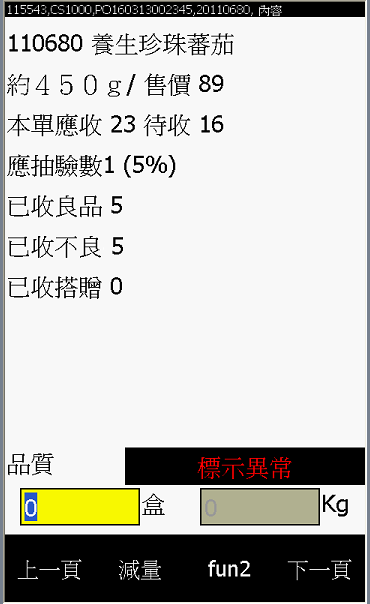 115543,CS1000,PO160313002345,20110680, 內容
110680 養生珍珠蕃茄
約４５０ｇ/ 售價 89
本單應收 23 待收 16
應抽驗數1 (5%)
已收良品 5
已收不良 5
已收搭贈 0
品質 標示異常
0 盒 0 Kg
上一頁 減量 fun2 下一頁